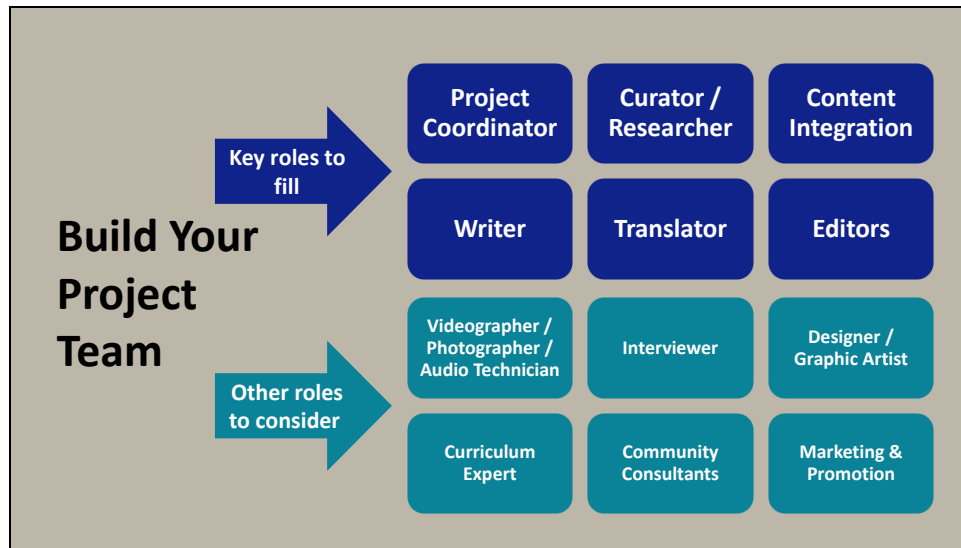 Build Your
Project
Team
Key roles to
fill
Project
Coordinator
Curator /
Researcher
Content
Integration
Writer
Translator
Editors
Other roles
to consider
Videographer /
Photographer /
Audio Technician
Interviewer
Designer /
Graphic Artist
Curriculum
Expert
Community
Consultants
Marketing &
Promotion